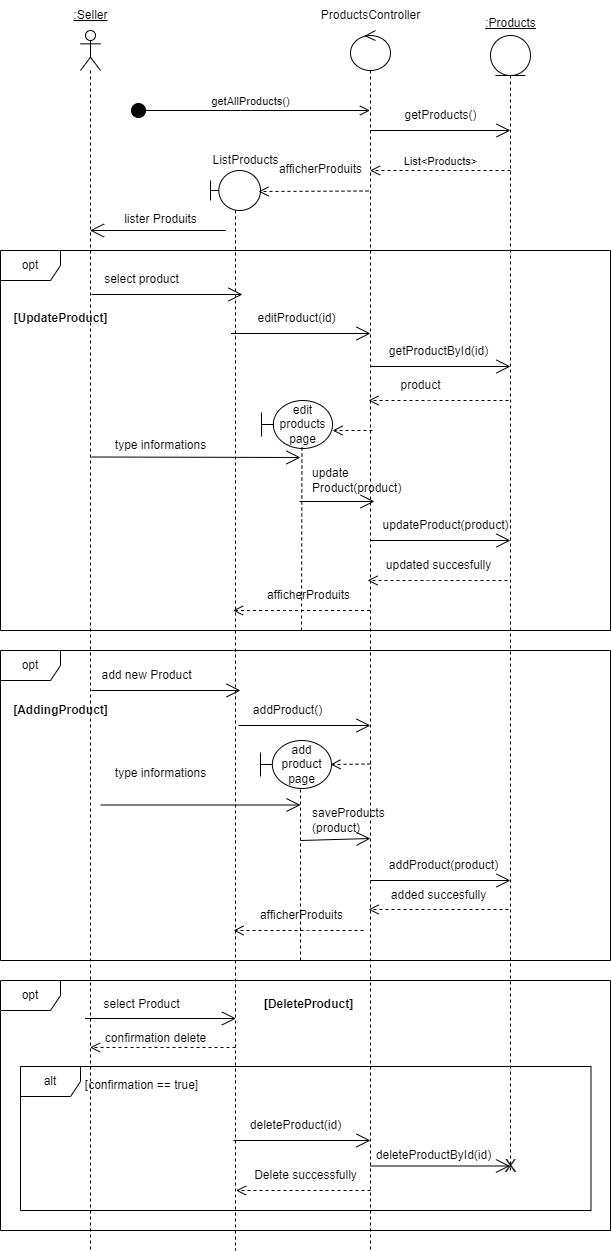 :Seller
ProductsController
:Products
getAllProducts()
getProducts()
ListProducts
afficherProduits
List<Products>
lister Produits
opt
select product
[UpdateProduct]
editProduct(id)
getProductById(id)
product
edit
products
page
type informations
update
Product(product)
updateProduct(product)
updated succesfully
afficherProduits
opt
add new Product
[AddingProduct]
addProduct()
add
product
page
type informations
saveProducts
(product)
addProduct(product)
added succesfully
afficherProduits
opt
select Product
[DeleteProduct]
confirmation delete
alt
[confirmation == true]
deleteProduct(id)
deleteProductById(id)
Delete successfully